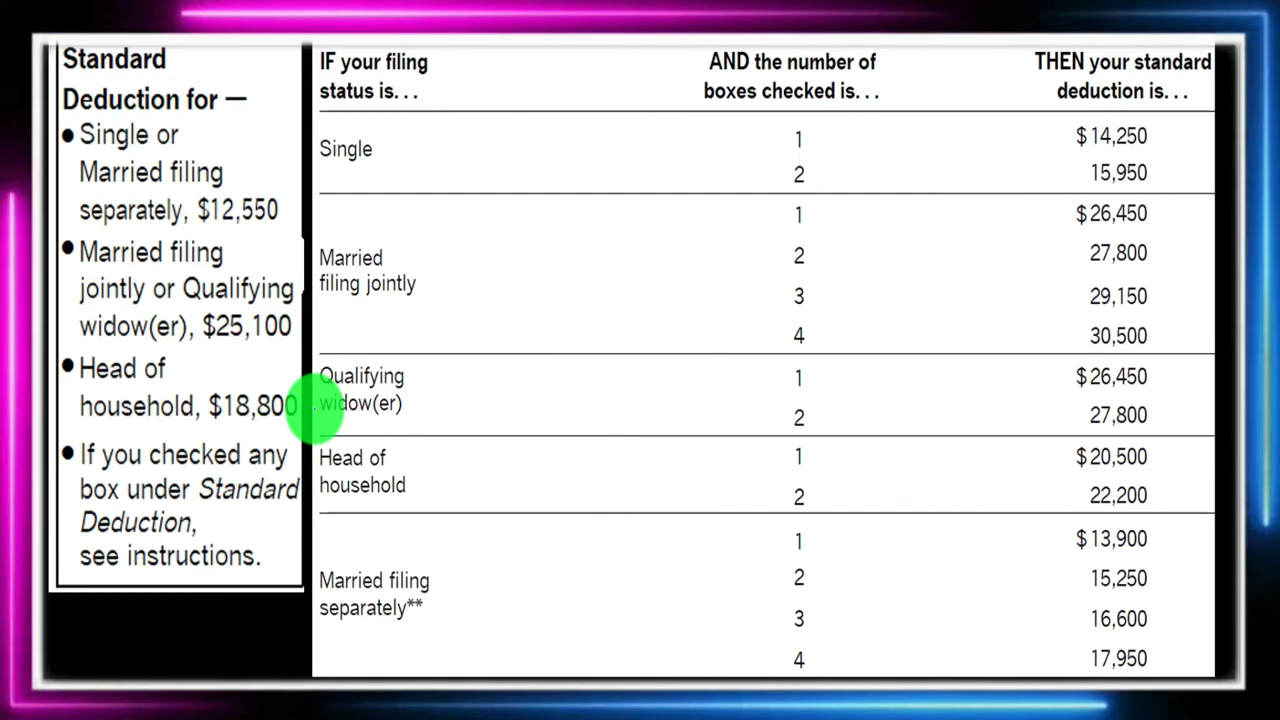 Standard
Deduction for —
● Single or
Married filing
separately, $12,550
● Married filing
jointly or Qualifying
widow(er), $25,100
● Head of
household, $18,800
● If you checked any
box under Standard
Deduction,
see instructions.
IF your filing AND the number of THEN your standard
status is. . . boxes checked is. . . deduction is. . .
Single
1 $14,250
2 15,950
Married
filing jointly
1 $26,450
2 27,800
3 29,150
4 30,500
Qualifying
widow(er)
1 $26,450
2 27,800
Head of
household
1 $20,500
2 22,200
Married filing
separately**
1 $13,900
2 15,250
3 16,600
4 17,950